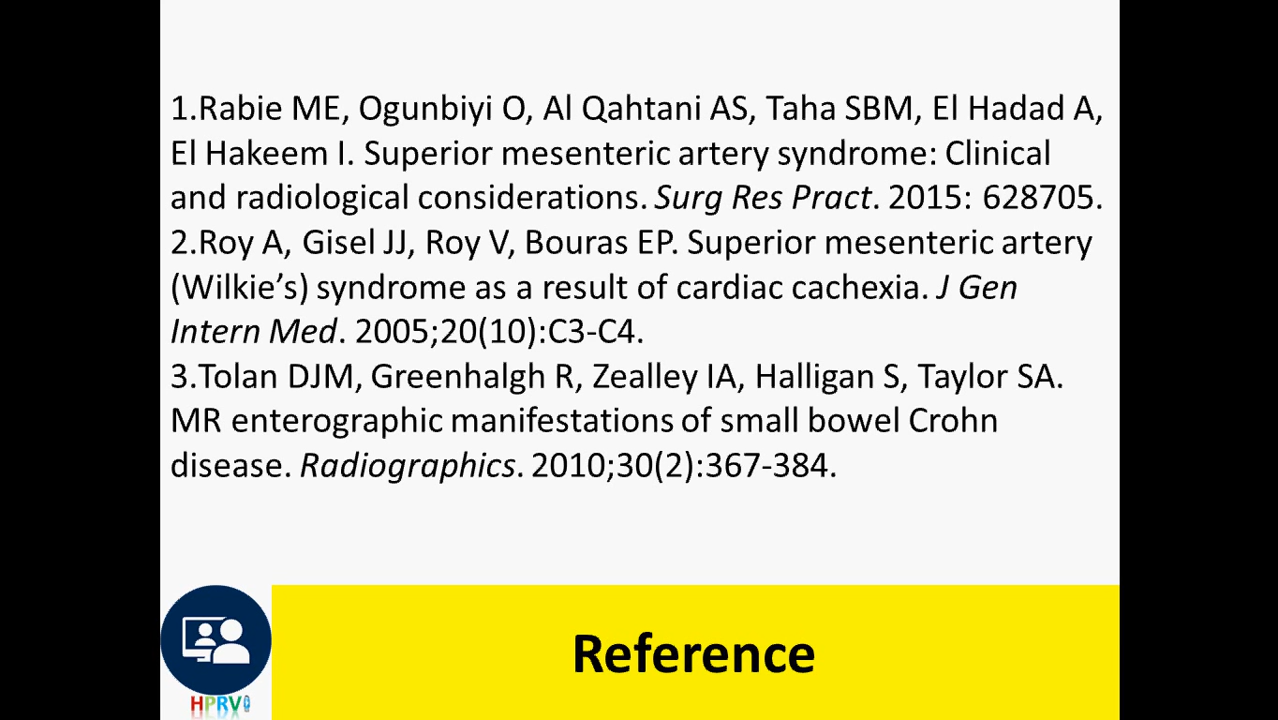 1.Rabie ME, Ogunbiyi O, Al Qahtani AS, Taha SBM, El Hadad A,
El Hakeem I. Superior mesenteric artery syndrome: Clinical
and radiological considerations. Surg Res Pract. 2015: 628705.
2.Roy A, Gisel JJ, Roy V, Bouras EP. Superior mesenteric artery
(Wilkie’s) syndrome as a result of cardiac cachexia. J Gen
Intern Med. 2005;20(10):C3-C4.
3.Tolan DJM, Greenhalgh R, Zealley IA, Halligan S, Taylor SA.
MR enterographic manifestations of small bowel Crohn
disease. Radiographics. 2010;30(2):367-384.
Reference
HPRV